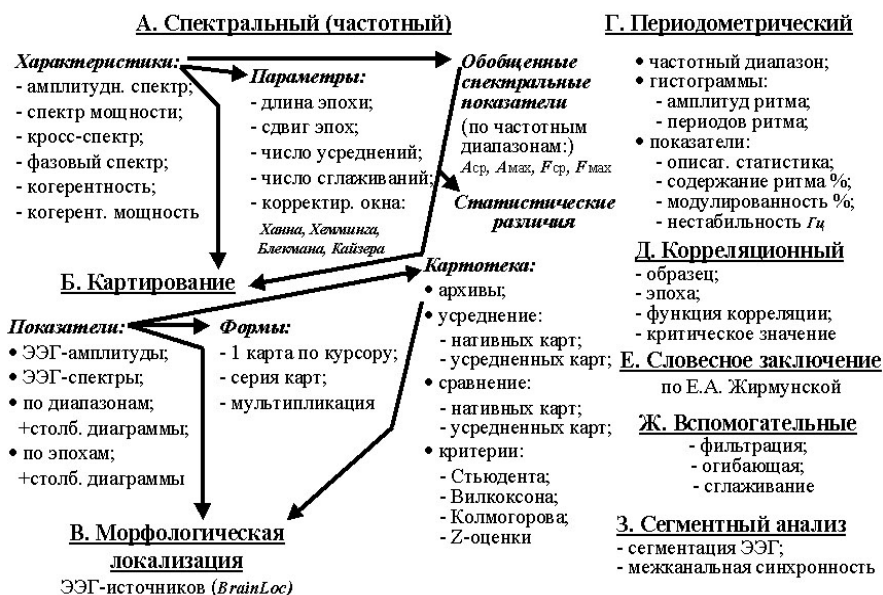 А. Спектральный (частотный)
Характеристики:
- амплитудн. спектр;
- спектр мощности;
- кросс-спектр;
- фазовый спектр;
- когерентность;
- когерент. мощность
Параметры:
- длина эпохи;
- сдвиг эпох;
- число усреднений;
- число сглаживаний;
- корректир. окна:
Ханна, Хемминга,
Блекмана, Кайзера
Обобщенные
спектральные
показатели
(по частотным
диапазонам:)
Aср, Aмах, Fср, Fмах
Статистические
различия
Б. Картирование
Показатели:
• ЭЭГ-амплитуды;
• ЭЭГ-спектры;
• по диапазонам;
+столб. диаграммы;
• по эпохам;
+столб. диаграммы
Формы:
- 1 карта по курсору;
- серия карт;
- мультипликация
Картотека:
• архивы;
• усреднение:
- нативных карт;
- усредненных карт;
• сравнение:
- нативных карт;
- усредненных карт;
• критерии:
- Стьюдента;
- Вилкоксона;
- Колмогорова;
- Z-оценки
В. Морфологическая
локализация
ЭЭГ-источников (BrainLoc)
Г. Периодометрический
• частотный диапазон;
• гистограммы:
- амплитуд ритма;
- периодов ритма;
• показатели:
- описат. статистика;
- содержание ритма %;
- модулированность %;
- нестабильность Гц
Д. Корреляционный
- образец;
- эпоха;
- функция корреляции;
- критическое значение
Е. Словесное заключение
по Е.А. Жирмунской
Ж. Вспомогательные
- фильтрация;
- огибающая;
- сглаживание
З. Сегментный анализ
- сегментация ЭЭГ;
- межканальная синхронность